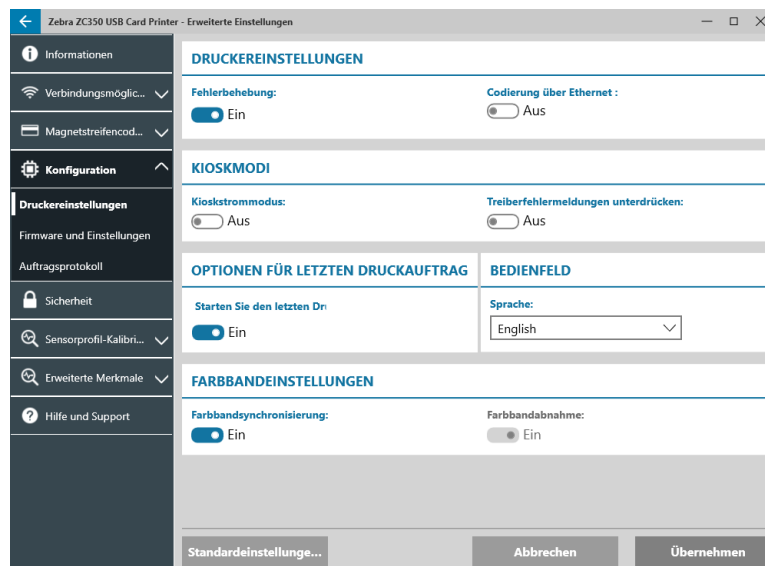 Zebra ZC350 USB Card Printer - Erweiterte Einstellungen
Informationen
Verbindungsmöglic...
Magnetstreifencod...
Konfiguration
Druckereinstellungen
Firmware und Einstellungen
Auftragsprotokoll
Sicherheit
Sensorprofil-Kalibri...
Erweiterte Merkmale
Hilfe und Support
DRUCKEREINSTELLUNGEN
Fehlerbehebung:
Ein
Codierung über Ethernet :
Aus
KIOSKMODI
Kioskstrommodus:
Aus
Treiberfehlermeldungen unterdrücken:
Aus
OPTIONEN FÜR LETZTEN DRUCKAUFTRAG
Starten Sie den letzten Dru
Ein
BEDIENFELD
Sprache:
English
FARBBANDEINSTELLUNGEN
Farbbandsynchronisierung:
Ein
Farbbandabnahme:
Ein
Standardeinstellunge...
Abbrechen
Übernehmen